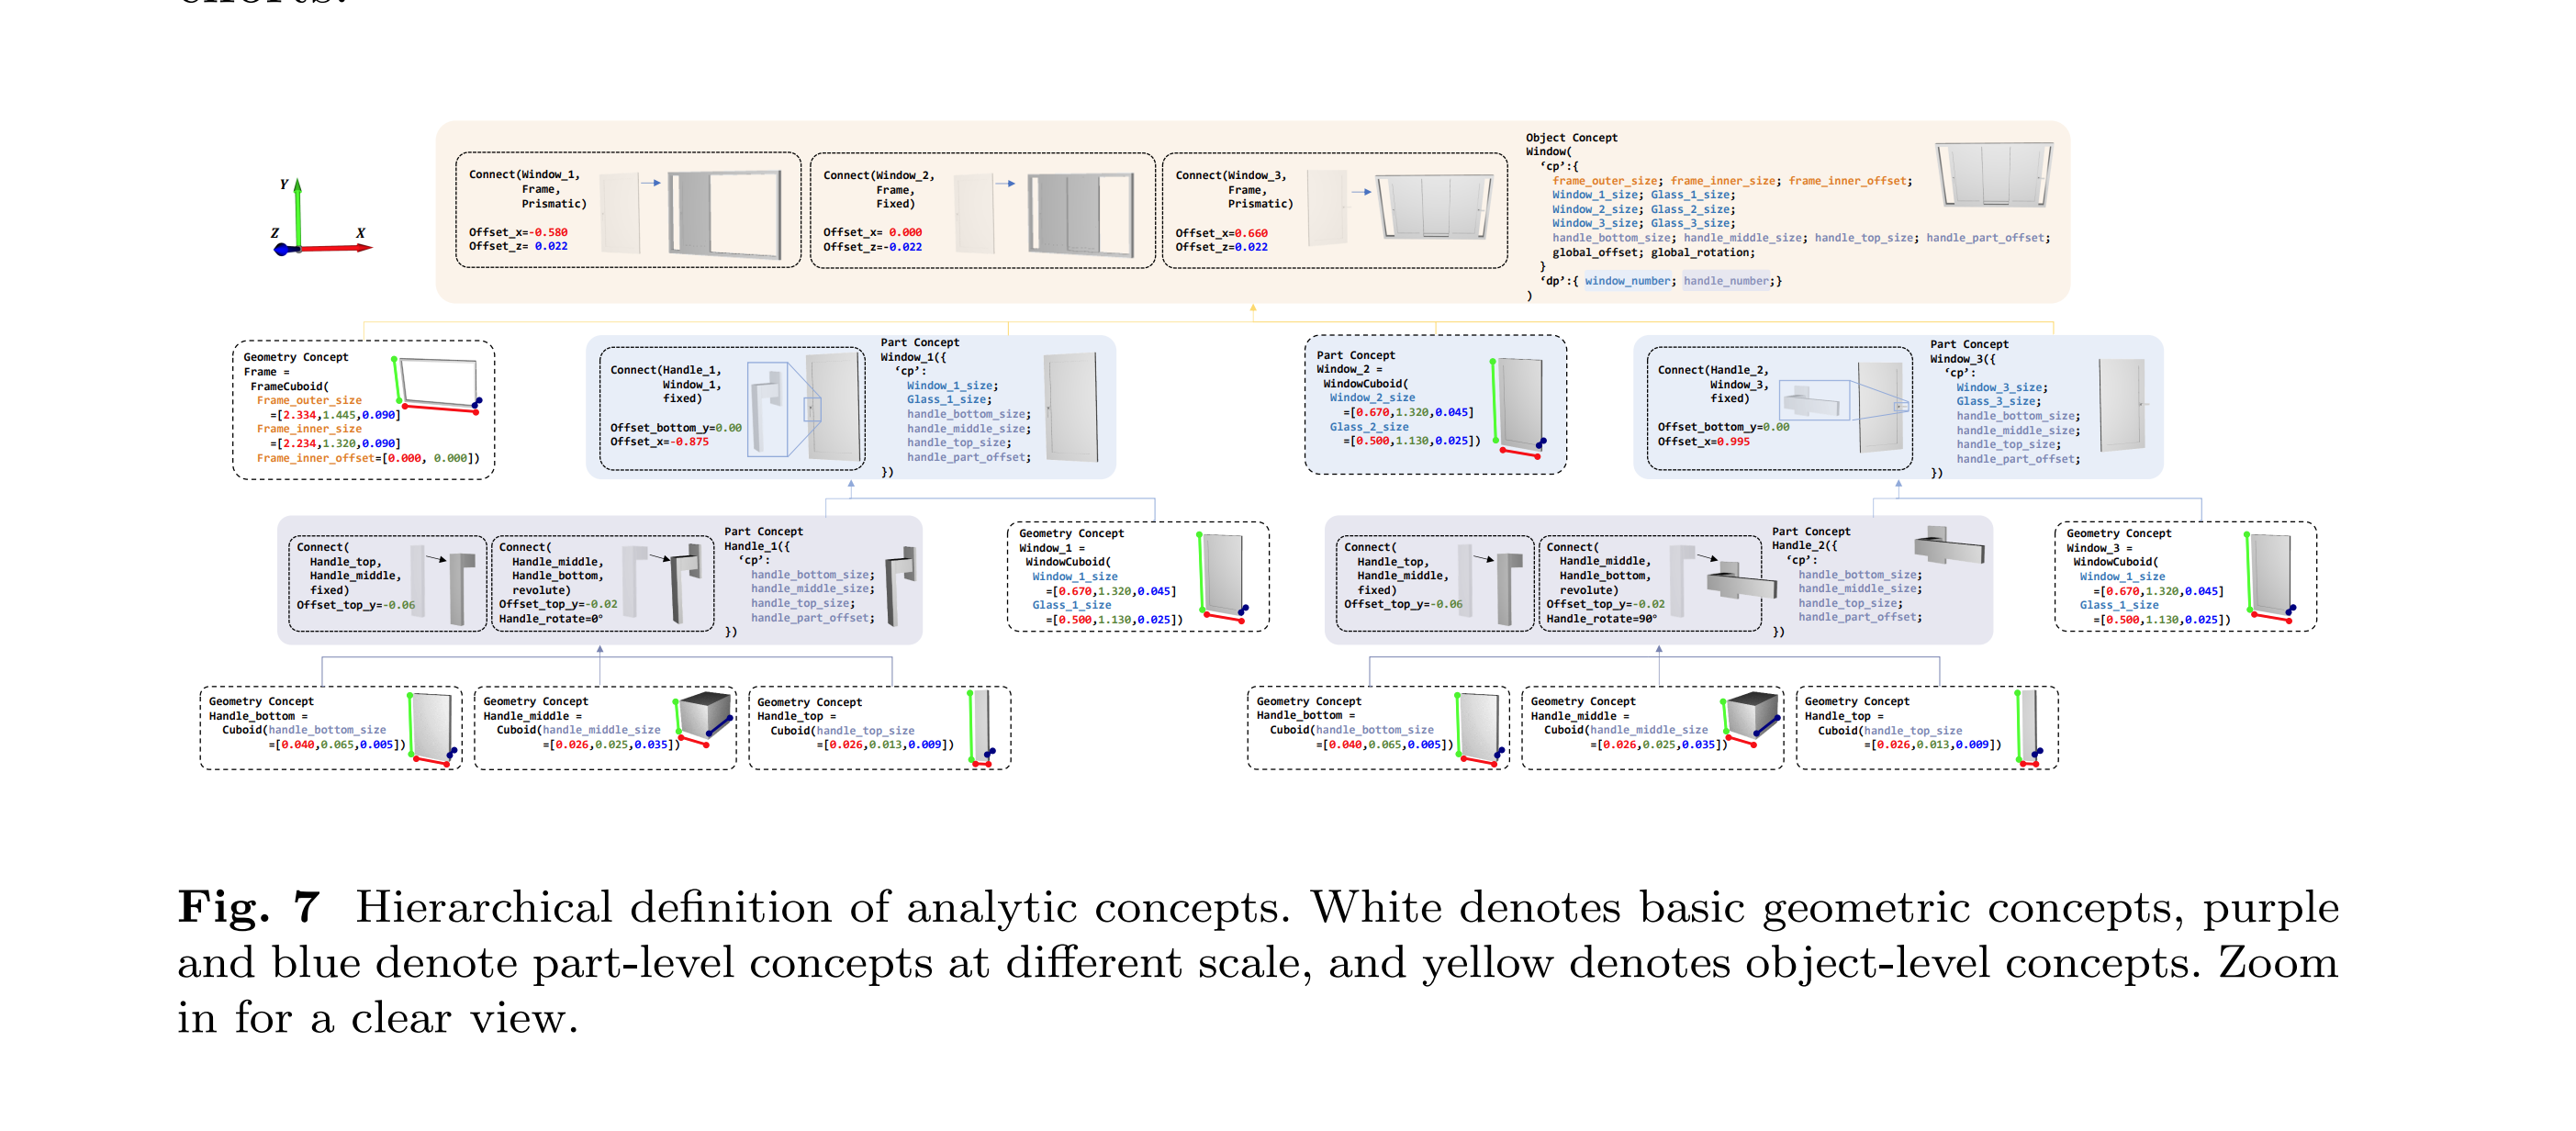 Y
Z
X
Connect(Window_1,
Frame,
Prismatic)
Offset_x=-0.580
Offset_z= 0.022
Connect(Window_2,
Frame,
Fixed)
Offset_x= 0.000
Offset_z=-0.022
Connect(Window_3,
Frame,
Prismatic)
Offset_x=0.660
Offset_z=0.022
Object Concept
Window(
‘cp’:{
frame_outer_size; frame_inner_size; frame_inner_offset;
Window_1_size; Glass_1_size;
Window_2_size; Glass_2_size;
Window_3_size; Glass_3_size;
handle_bottom_size; handle_middle_size; handle_top_size; handle_part_offset;
global_offset; global_rotation;
}
‘dp’:{ window_number; handle_number;}
)
Geometry Concept
Frame =
FrameCuboid(
Frame_outer_size
=[2.334,1.445,0.090]
Frame_inner_size
=[2.234,1.320,0.090]
Frame_inner_offset=[0.000, 0.000])
Connect(Handle_1,
Window_1,
fixed)
Offset_bottom_y=0.00
Offset_x=-0.875
Part Concept
Window_1({
‘cp’:
Window_1_size;
Glass_1_size;
handle_bottom_size;
handle_middle_size;
handle_top_size;
handle_part_offset;
})
Part Concept
Window_2 =
WindowCuboid(
Window_2_size
=[0.670,1.320,0.045]
Glass_2_size
=[0.500,1.130,0.025])
Connect(Handle_2,
Window_3,
fixed)
Offset_bottom_y=0.00
Offset_x=0.995
Part Concept
Window_3({
‘cp’:
Window_3_size;
Glass_3_size;
handle_bottom_size;
handle_middle_size;
handle_top_size;
handle_part_offset;
})
Connect(
Handle_top,
Handle_middle,
fixed)
Offset_top_y=-0.06
Connect(
Handle_middle,
Handle_bottom,
revolute)
Offset_top_y=-0.02
Handle_rotate=0°
Part Concept
Handle_1({
‘cp’:
handle_bottom_size;
handle_middle_size;
handle_top_size;
handle_part_offset;
})
Geometry Concept
Window_1 =
WindowCuboid(
Window_1_size
=[0.670,1.320,0.045]
Glass_1_size
=[0.500,1.130,0.025])
Connect(
Handle_top,
Handle_middle,
fixed)
Offset_top_y=-0.06
Connect(
Handle_middle,
Handle_bottom,
revolute)
Offset_top_y=-0.02
Handle_rotate=90°
Part Concept
Handle_2({
‘cp’:
handle_bottom_size;
handle_middle_size;
handle_top_size;
handle_part_offset;
})
Geometry Concept
Window_3 =
WindowCuboid(
Window_1_size
=[0.670,1.320,0.045]
Glass_1_size
=[0.500,1.130,0.025])
Geometry Concept
Handle_bottom =
Cuboid(handle_bottom_size
=[0.040,0.065,0.005])
Geometry Concept
Handle_middle =
Cuboid(handle_middle_size
=[0.026,0.025,0.035])
Geometry Concept
Handle_top =
Cuboid(handle_top_size
=[0.026,0.013,0.009])
Geometry Concept
Handle_bottom =
Cuboid(handle_bottom_size
=[0.040,0.065,0.005])
Geometry Concept
Handle_middle =
Cuboid(handle_middle_size
=[0.026,0.025,0.035])
Geometry Concept
Handle_top =
Cuboid(handle_top_size
=[0.026,0.013,0.009])
Fig. 7 Hierarchical definition of analytic concepts. White denotes basic geometric concepts, purple
and blue denote part-level concepts at different scale, and yellow denotes object-level concepts. Zoom
in for a clear view.